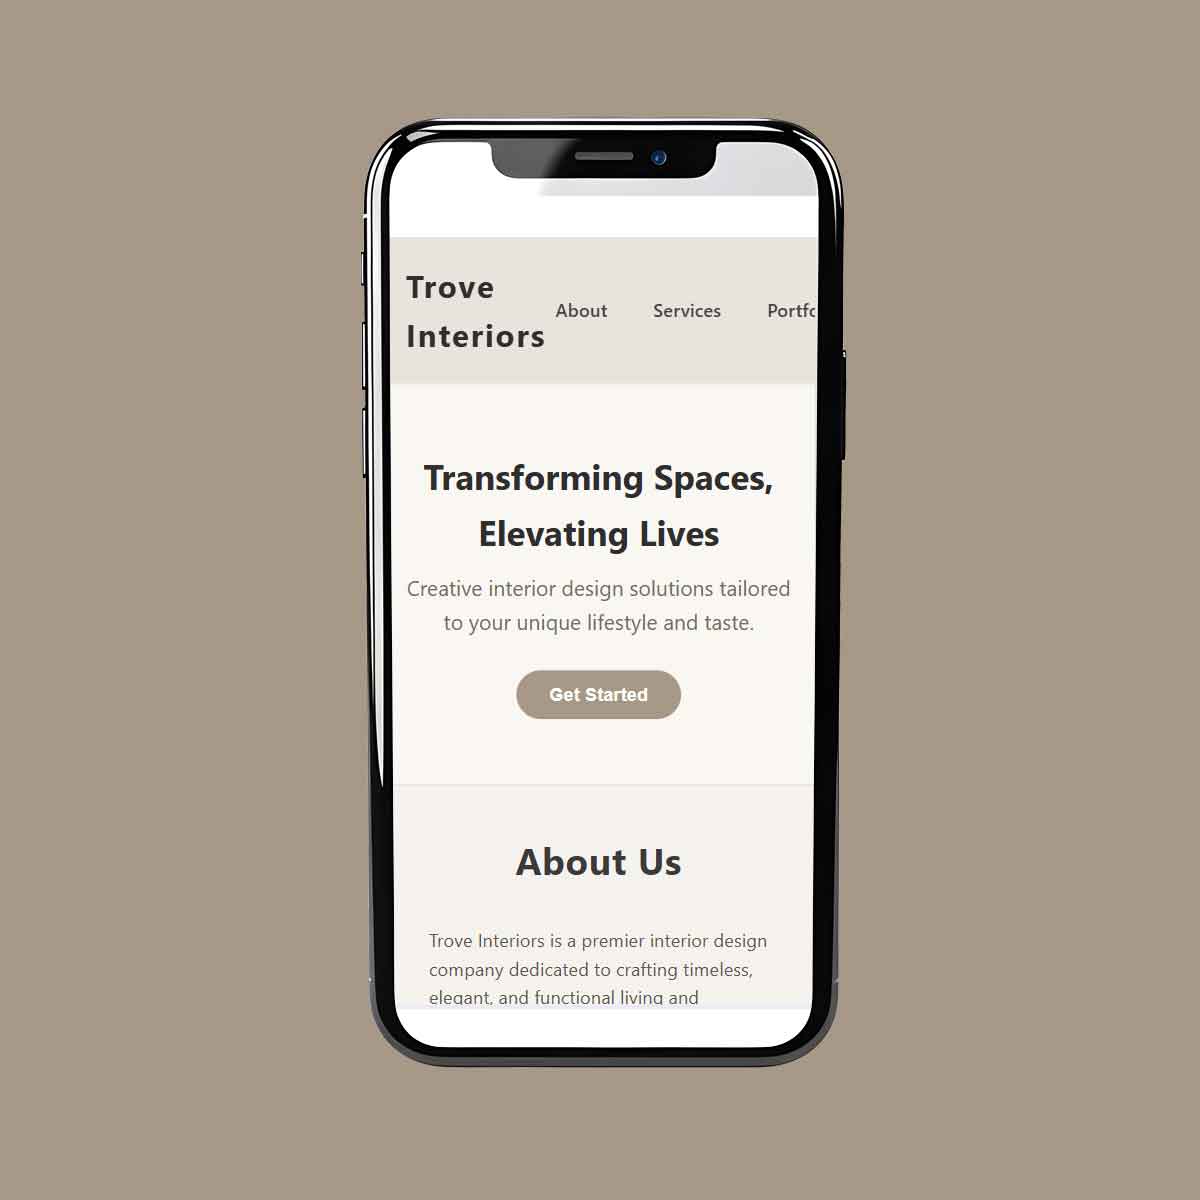 Trove
Interiors
About Services
Transforming Spaces,
Elevating Lives
Creative interior design solutions tailored
to your unique lifestyle and taste.
Get Started
About Us
Trove Interiors is a premier interior design
company dedicated to crafting timeless,
elegant, and functional living and